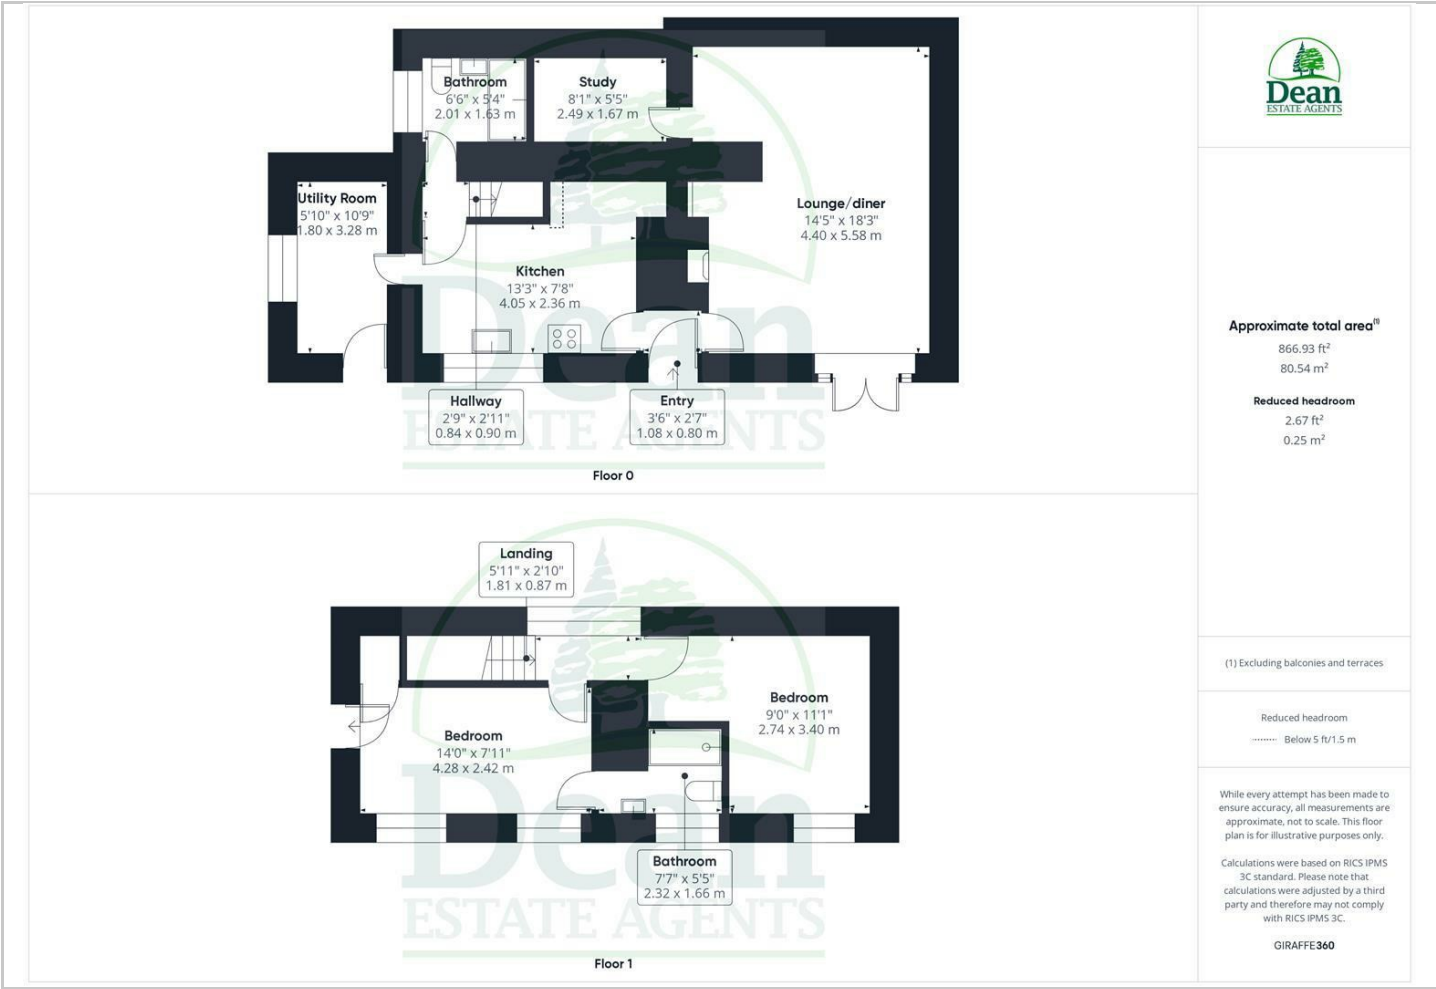 Bathroom
6'6" x 5'4"
2.01 x 1.63 m
Study
8'1" x 5'5"
2.49 x 1.67 m
Utility Room
5'10" x 10'9"
1.80 x 3.28 m
Lounge/diner
14'5" x 18'3"
4.40 x 5.58 m
Kitchen
13'3" x 7'8"
4.05 x 2.36 m
Hallway
2'9" x 2'11"
0.84 x 0.90 m
Entry
3'6" x 2'7"
1.08 x 0.80 m
Dean
ESTATE AGENTS
Floor 0
Landing
5'11" x 2'10"
1.81 x 0.87 m
Bedroom
9'0" x 11'1"
2.74 x 3.40 m
Bedroom
14'0" x 7'11"
4.28 x 2.42 m
Bathroom
7'7" x 5'5"
2.32 x 1.66 m
Dean
ESTATE AGENTS
Floor 1
Dean
ESTATE AGENTS
Approximate total area(1)
866.93 ft²
80.54 m²
Reduced headroom
2.67 ft²
0.25 m²
(1) Excluding balconies and terraces
Reduced headroom
Below 5 ft/1.5 m
While every attempt has been made to
ensure accuracy, all measurements are
approximate, not to scale. This floor
plan is for illustrative purposes only.
Calculations were based on RICS IPMS
3C standard. Please note that
calculations were adjusted by a third
party and therefore may not comply
with RICS IPMS 3C.
GIRAFFE360